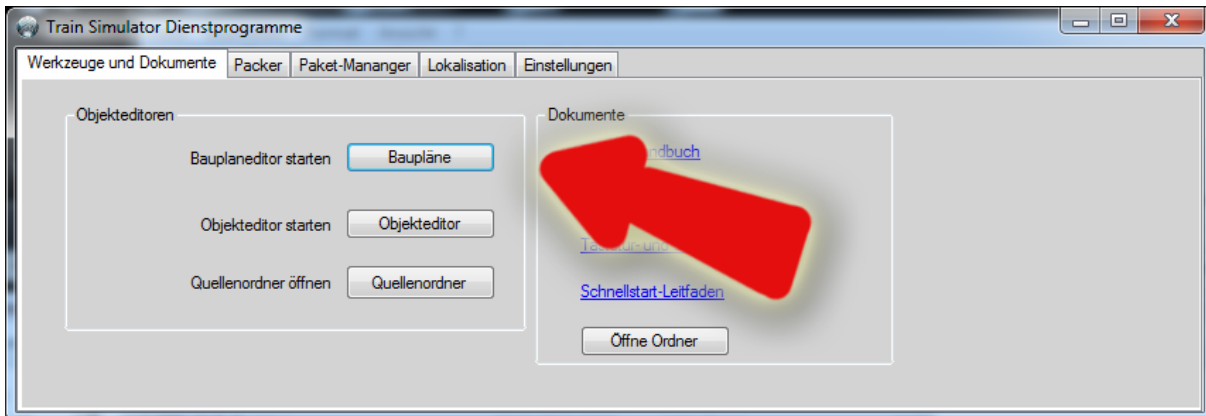 Train Simulator Dienstprogramme
Werkzeuge und Dokumente Packer Paket-Mananger Lokalisation Einstellungen
Objekteditoren
Bauplaneditor starten Baupläne
Objekteditor starten Objekteditor
Quellenordner öffnen Quellenordner
Dokumente
Schnellstart-Leitfaden
Öffne Ordner